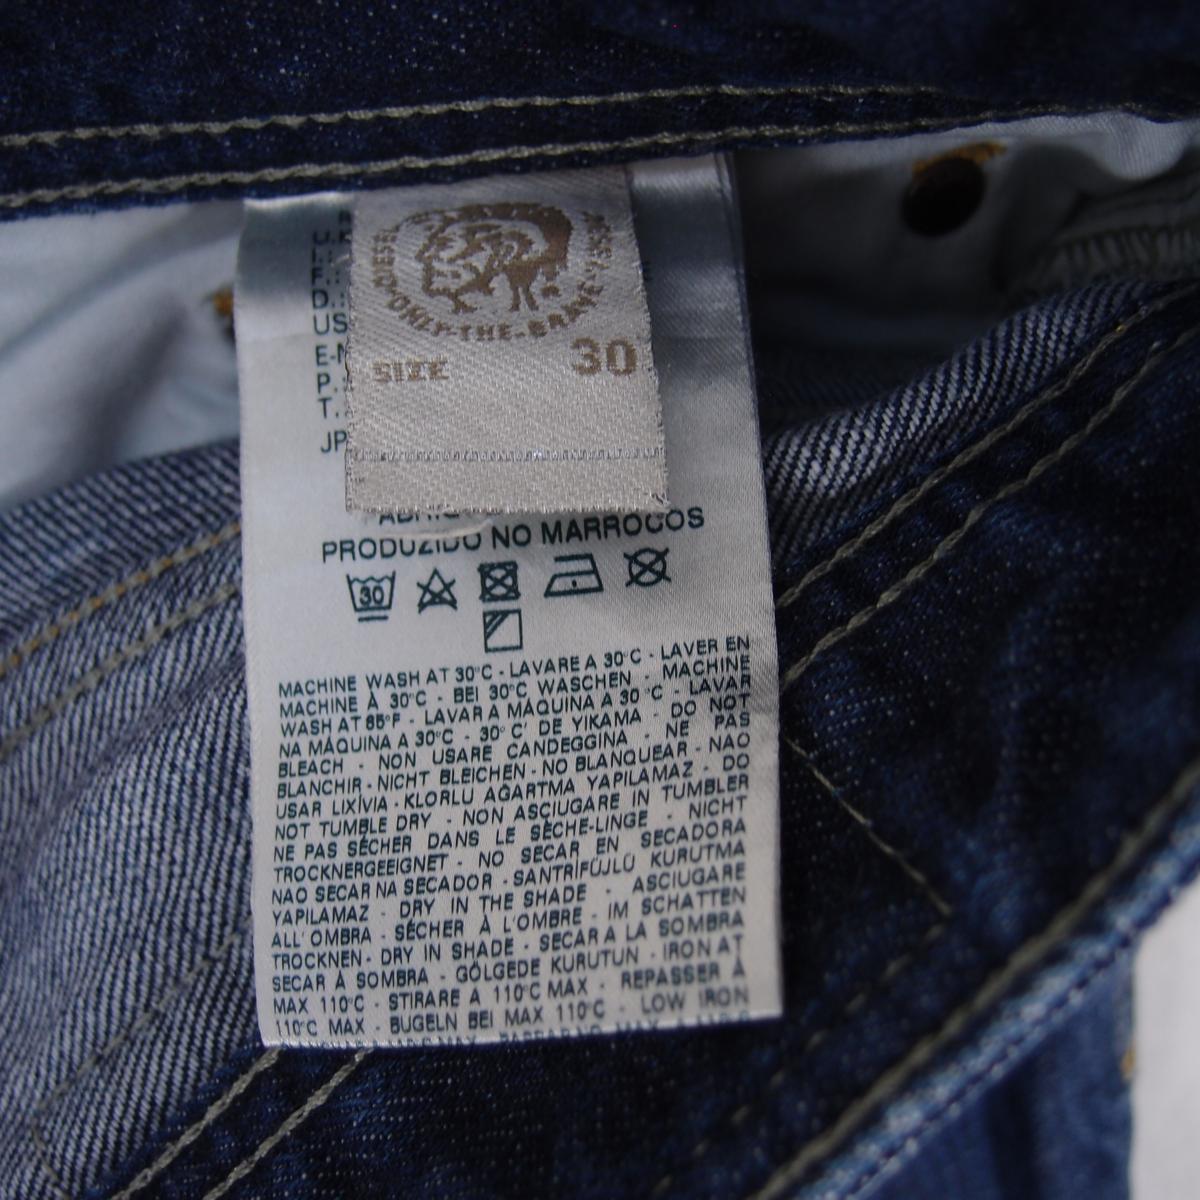 DIESEL
ONLY·THE·BRAVE
SIZE 30
D.:
US
P.
T.
JP
PRODUZIDO NO MARROCOS
30
MACHINE WASH AT 30°C - LAVARE A 30°C - LAVER EN
MACHINE À 30°C - BEI 30°C WASCHEN - MACHINE
WASH AT 85°F - LAVAR A MÁQUINA A 30 °C - LAVAR
NA MÁQUINA A 30°C - 30° C' DE YIKAMA - DO NOT
BLEACH - NON USARE CANDEGGINA - NE PAS
BLANCHIR - NICHT BLEICHEN - NO BLANQUEAR - NAO
USAR LIXÍVIA - KLORLU AĞARTMA YAPILAMAZ - DO
NOT TUMBLE DRY - NON ASCIUGARE IN TUMBLER
NE PAS SÉCHER DANS LE SÈCHE-LINGE - NICHT
TROCKNERGEEIGNET - NO SECAR EN SECADORA
NAO SECAR NA SECADOR - SANTRİFÜJLÜ KURUTMA
YAPILAMAZ - DRY IN THE SHADE - ASCIUGARE
ALL' OMBRA - SÉCHER À L'OMBRE - IM SCHATTEN
TROCKNEN - DRY IN SHADE - SECAR A LA SOMBRA
SECAR À SOMBRA - GÖLGEDE KURUTUN - IRON AT
MAX 110°C - STIRARE À 110°C MAX - REPASSER À
110°C MAX - BUGELN BEI MAX 110°C - LOW IRON